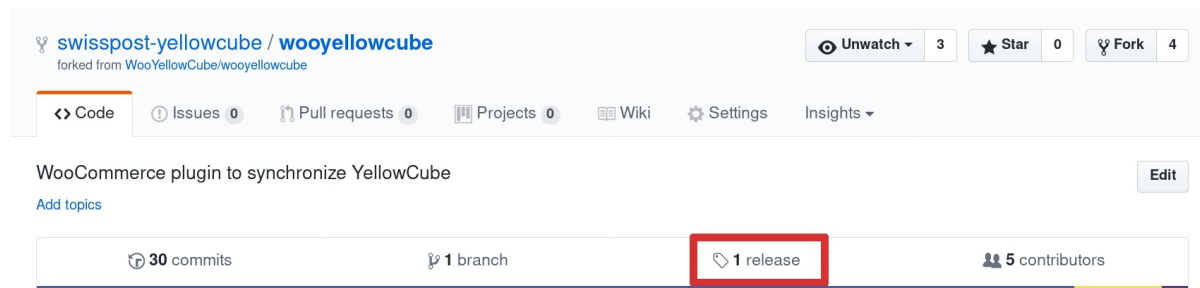 swisspost-yellowcube / wooyellowcube Unwatch 3 Star 0 Fork 4
forked from WooYellowCube/wooyellowcube
Code Issues 0 Pull requests 0 Projects 0 Wiki Settings Insights
WooCommerce plugin to synchronize YellowCube Edit
Add topics
30 commits 1 branch 1 release 5 contributors